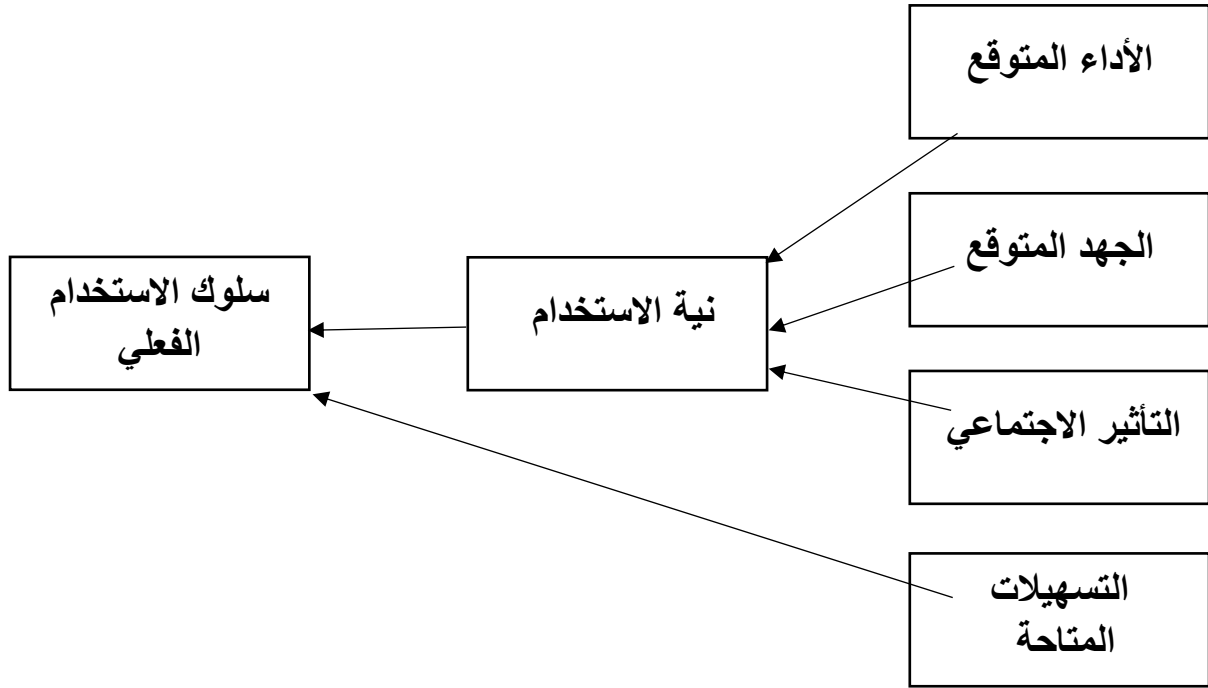 الأداء المتوقع
الجهد المتوقع
التأثير الاجتماعي
التسهيلات
المتاحة
نية الاستخدام
سلوك الاستخدام
الفعلي